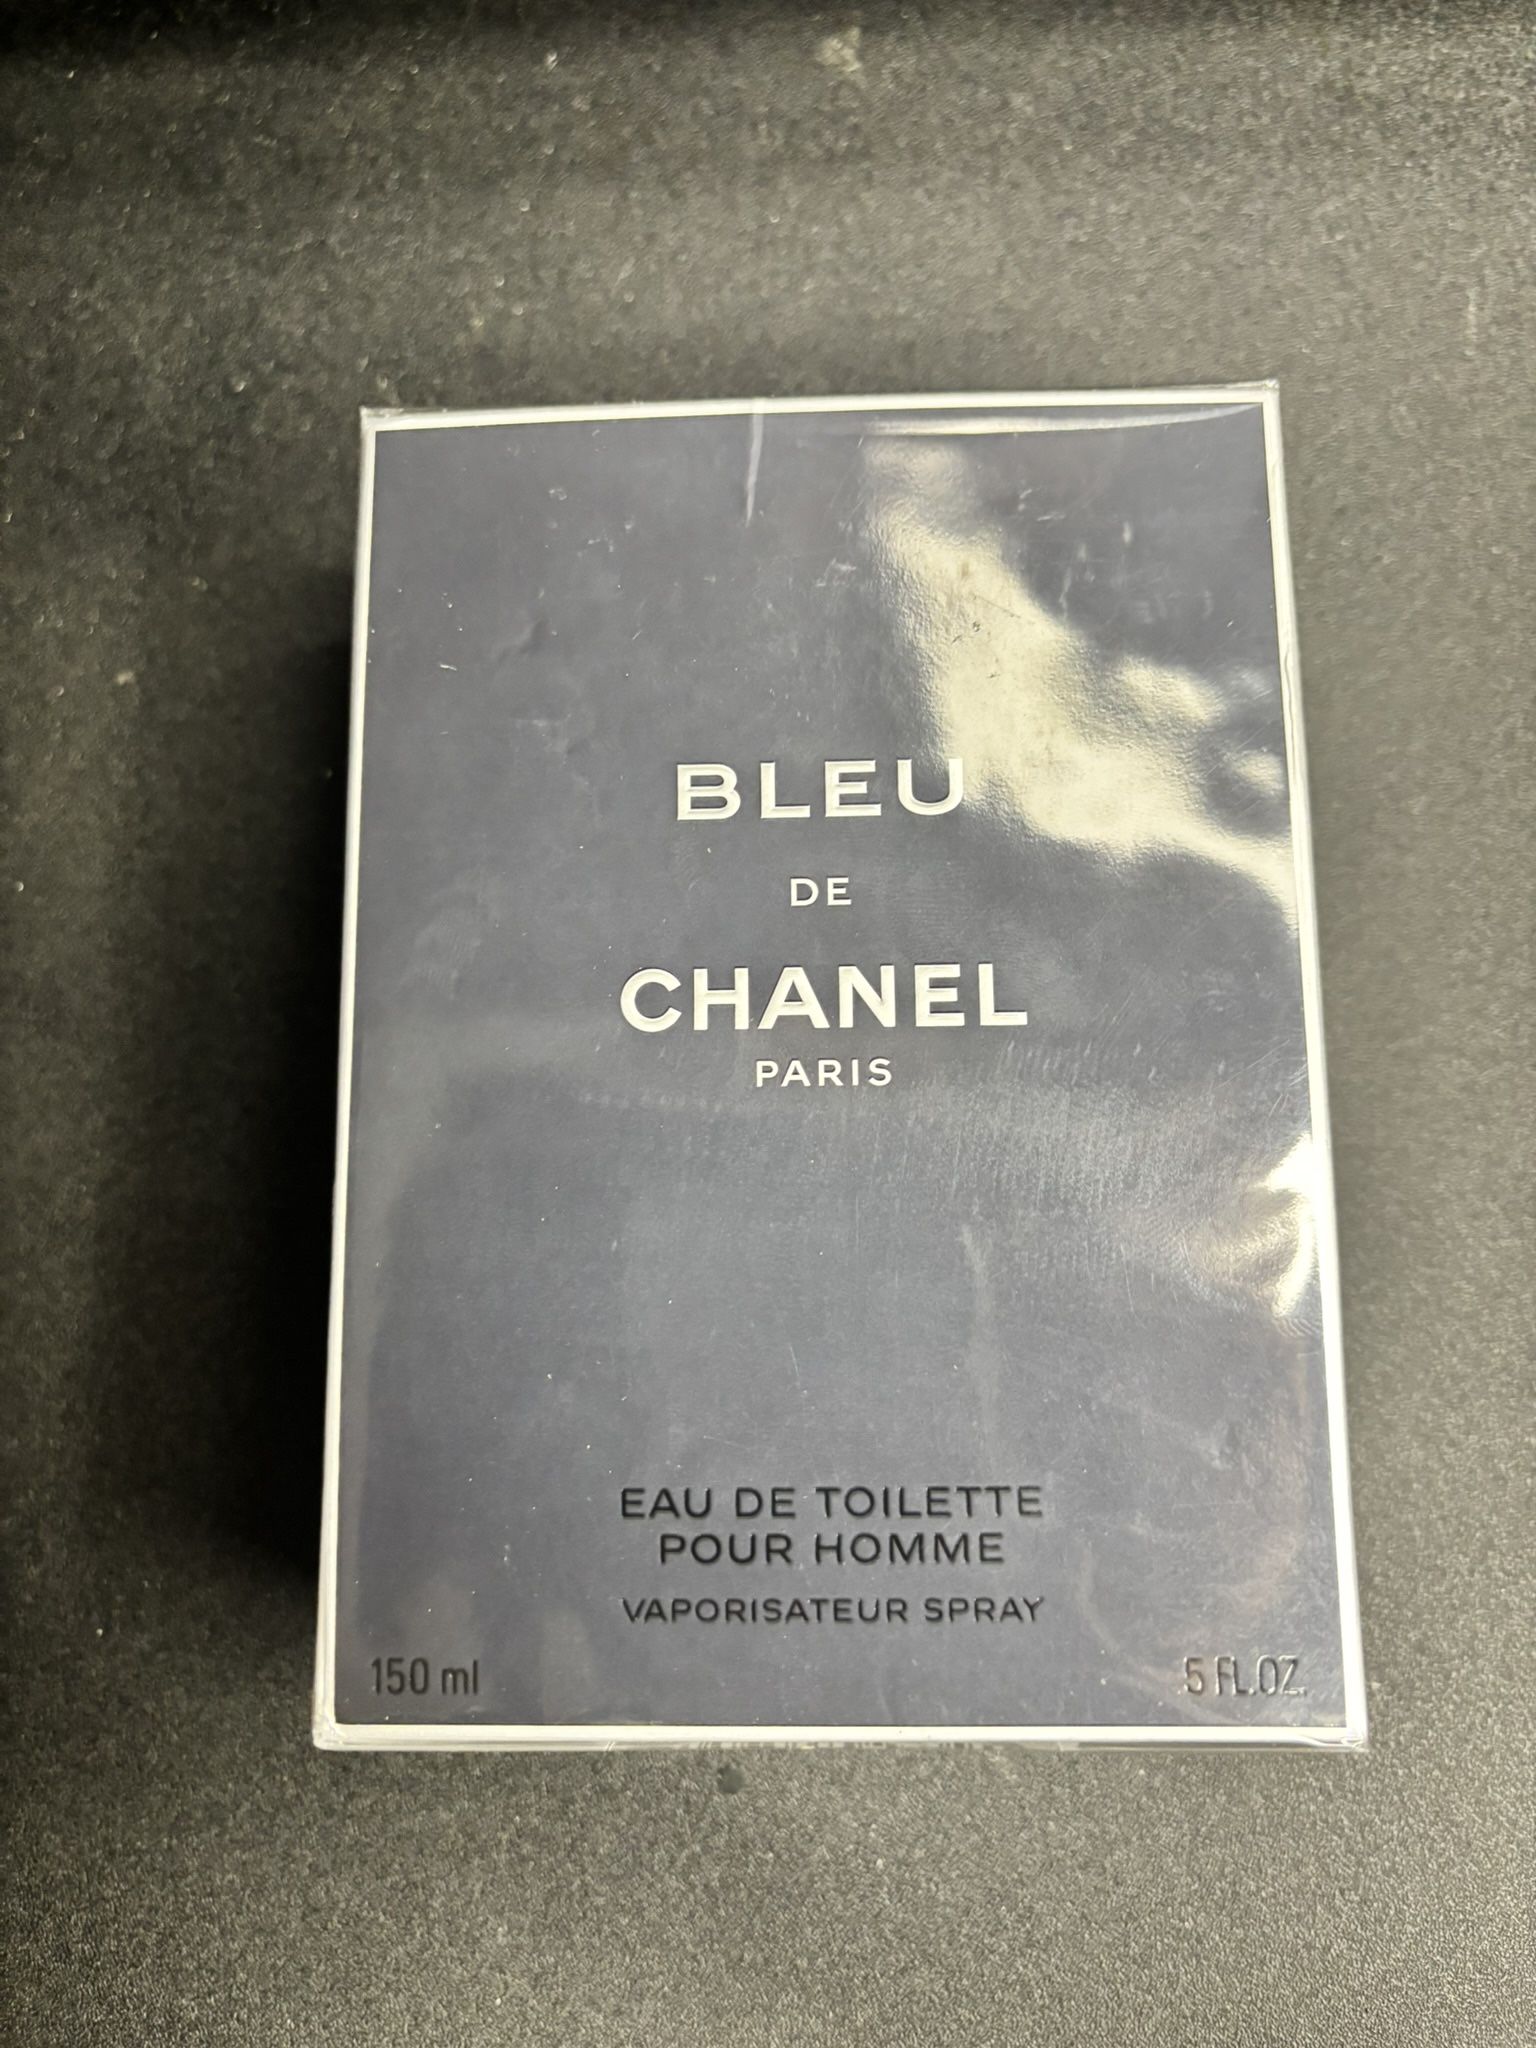 BLEU
DE
CHANEL
PARIS
EAU DE TOILETTE
POUR HOMME
VAPORISATEUR SPRAY
150 ml
5 FL.OZ.